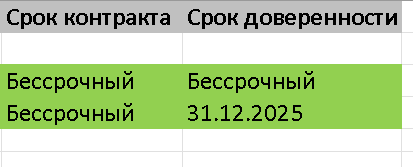 Срок контракта Срок доверенности
Бессрочный Бессрочный
Бессрочный 31.12.2025